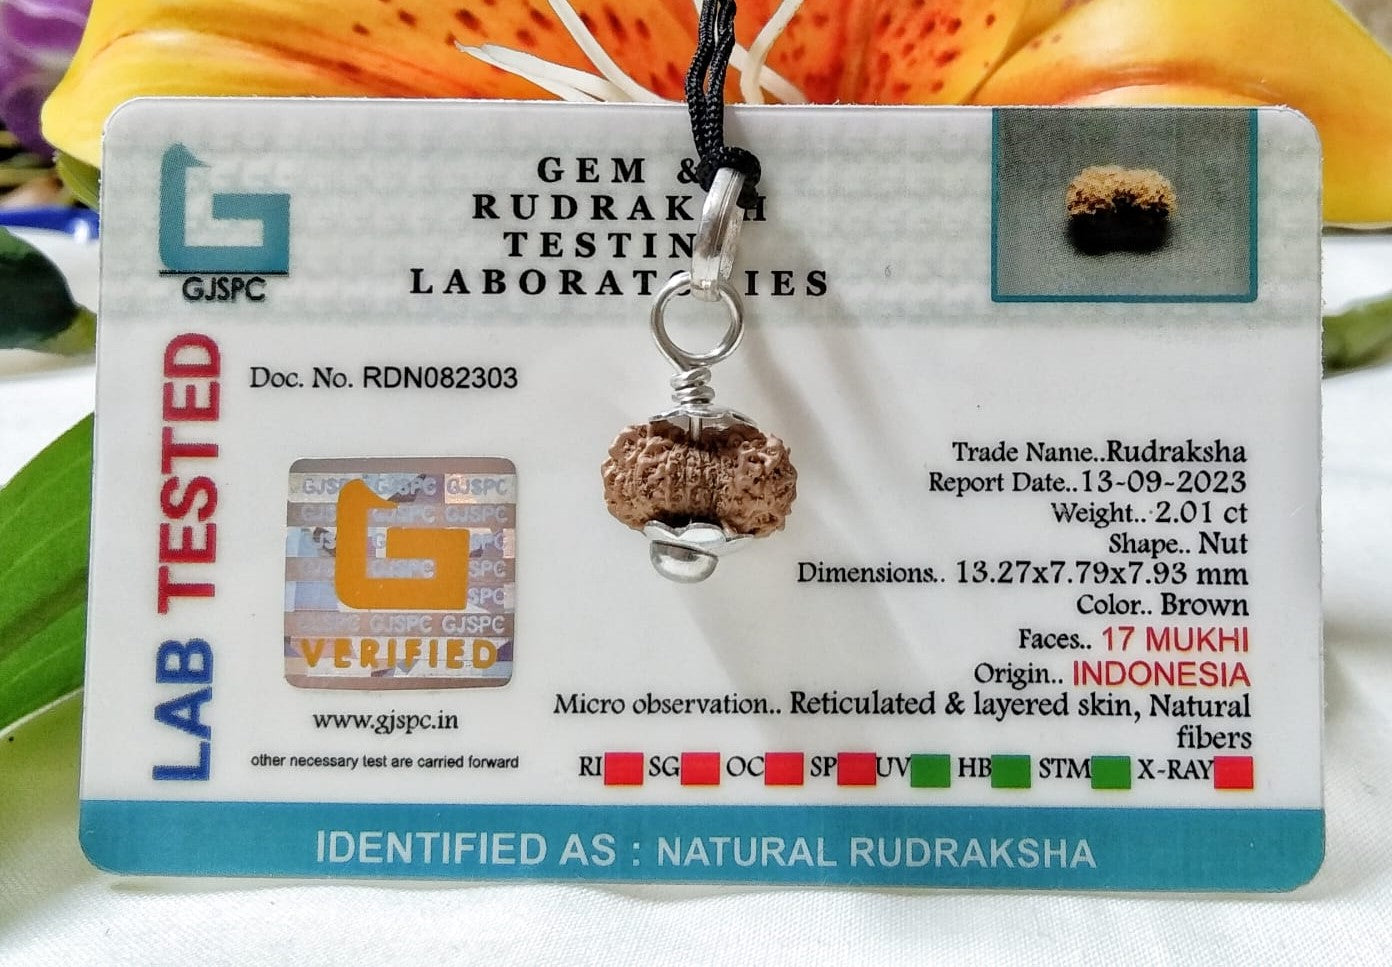 GEM &
RUDRAK H
TESTIN
LABORAT IES
GJSPC
LAB TESTED
Doc. No. RDN082303
GJSPC GJSPC
VERIFIED
www.gjspc.in
other necessary test are carried forward
Trade Name..Rudraksha
Report Date..13-09-2023
Weight.. 2.01 ct
Shape.. Nut
Dimensions.. 13.27x7.79x7.93 mm
Color.. Brown
Faces.. 17 MUKHI
Origin.. INDONESIA
Micro observation.. Reticulated & layered skin, Natural
fibers
RI SG OC SP UV HB STM X-RAY
IDENTIFIED AS : NATURAL RUDRAKSHA